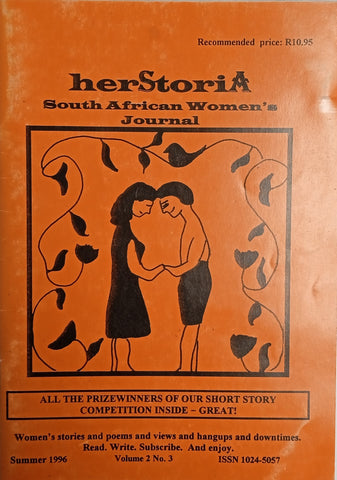 Recommended price: R10.95
herStoriA
South African Women's
Journal
ALL THE PRIZEWINNERS OF OUR SHORT STORY
COMPETITION INSIDE – GREAT!
Women's stories and poems and views and hangups and downtimes.
Read. Write. Subscribe. And enjoy.
Summer 1996 Volume 2 No. 3 ISSN 1024-5057